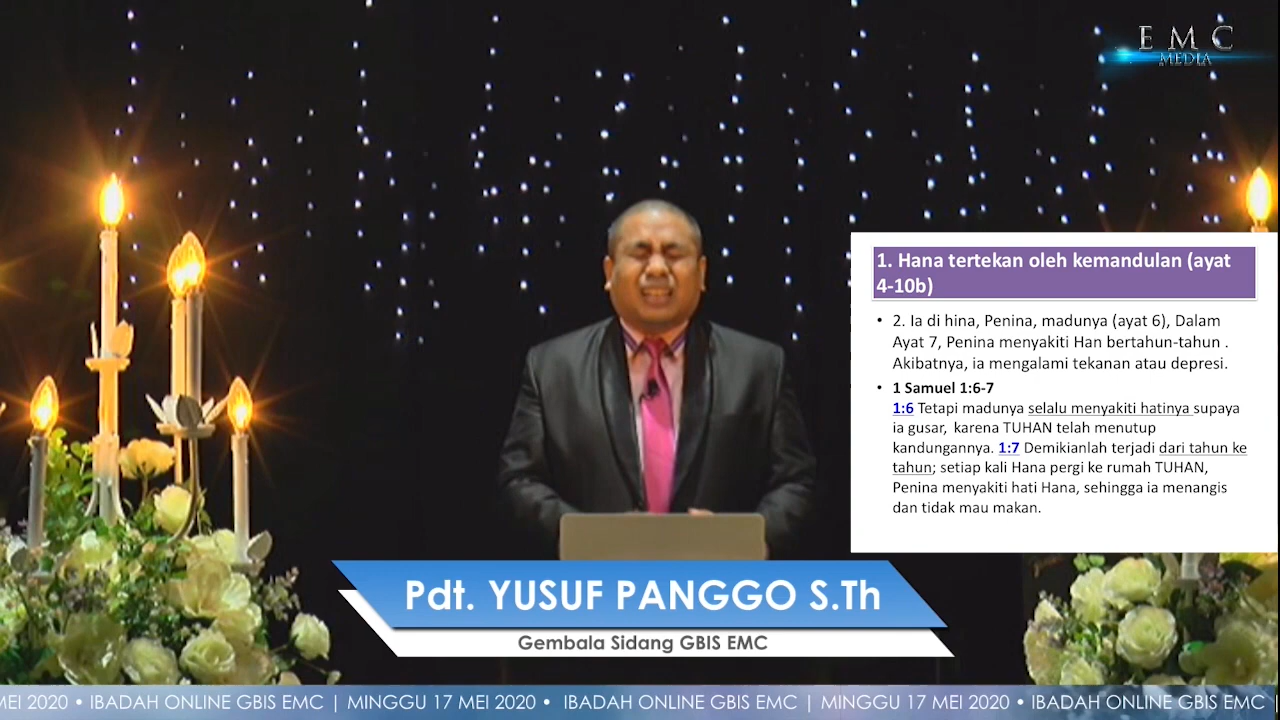 E M C
MEDIA
1. Hana tertekan oleh kemandulan (ayat
4-10b)
• 2. Ia di hina, Penina, madunya (ayat 6), Dalam
Ayat 7, Penina menyakiti Han bertahun-tahun .
Akibatnya, ia mengalami tekanan atau depresi.
• 1 Samuel 1:6-7
1:6 Tetapi madunya selalu menyakiti hatinya supaya
ia gusar, karena TUHAN telah menutup
kandungannya. 1:7 Demikianlah terjadi dari tahun ke
tahun; setiap kali Hana pergi ke rumah TUHAN,
Penina menyakiti hati Hana, sehingga ia menangis
dan tidak mau makan.
Pdt. YUSUF PANGGO S.Th
Gembala Sidang GBIS EMC
MEI 2020 • IBADAH ONLINE GBIS EMC | MINGGU 17 MEI 2020 • IBADAH ONLINE GBIS EMC | MINGGU 17 MEI 2020 • IBADAH ONLINE GBIS EMC |